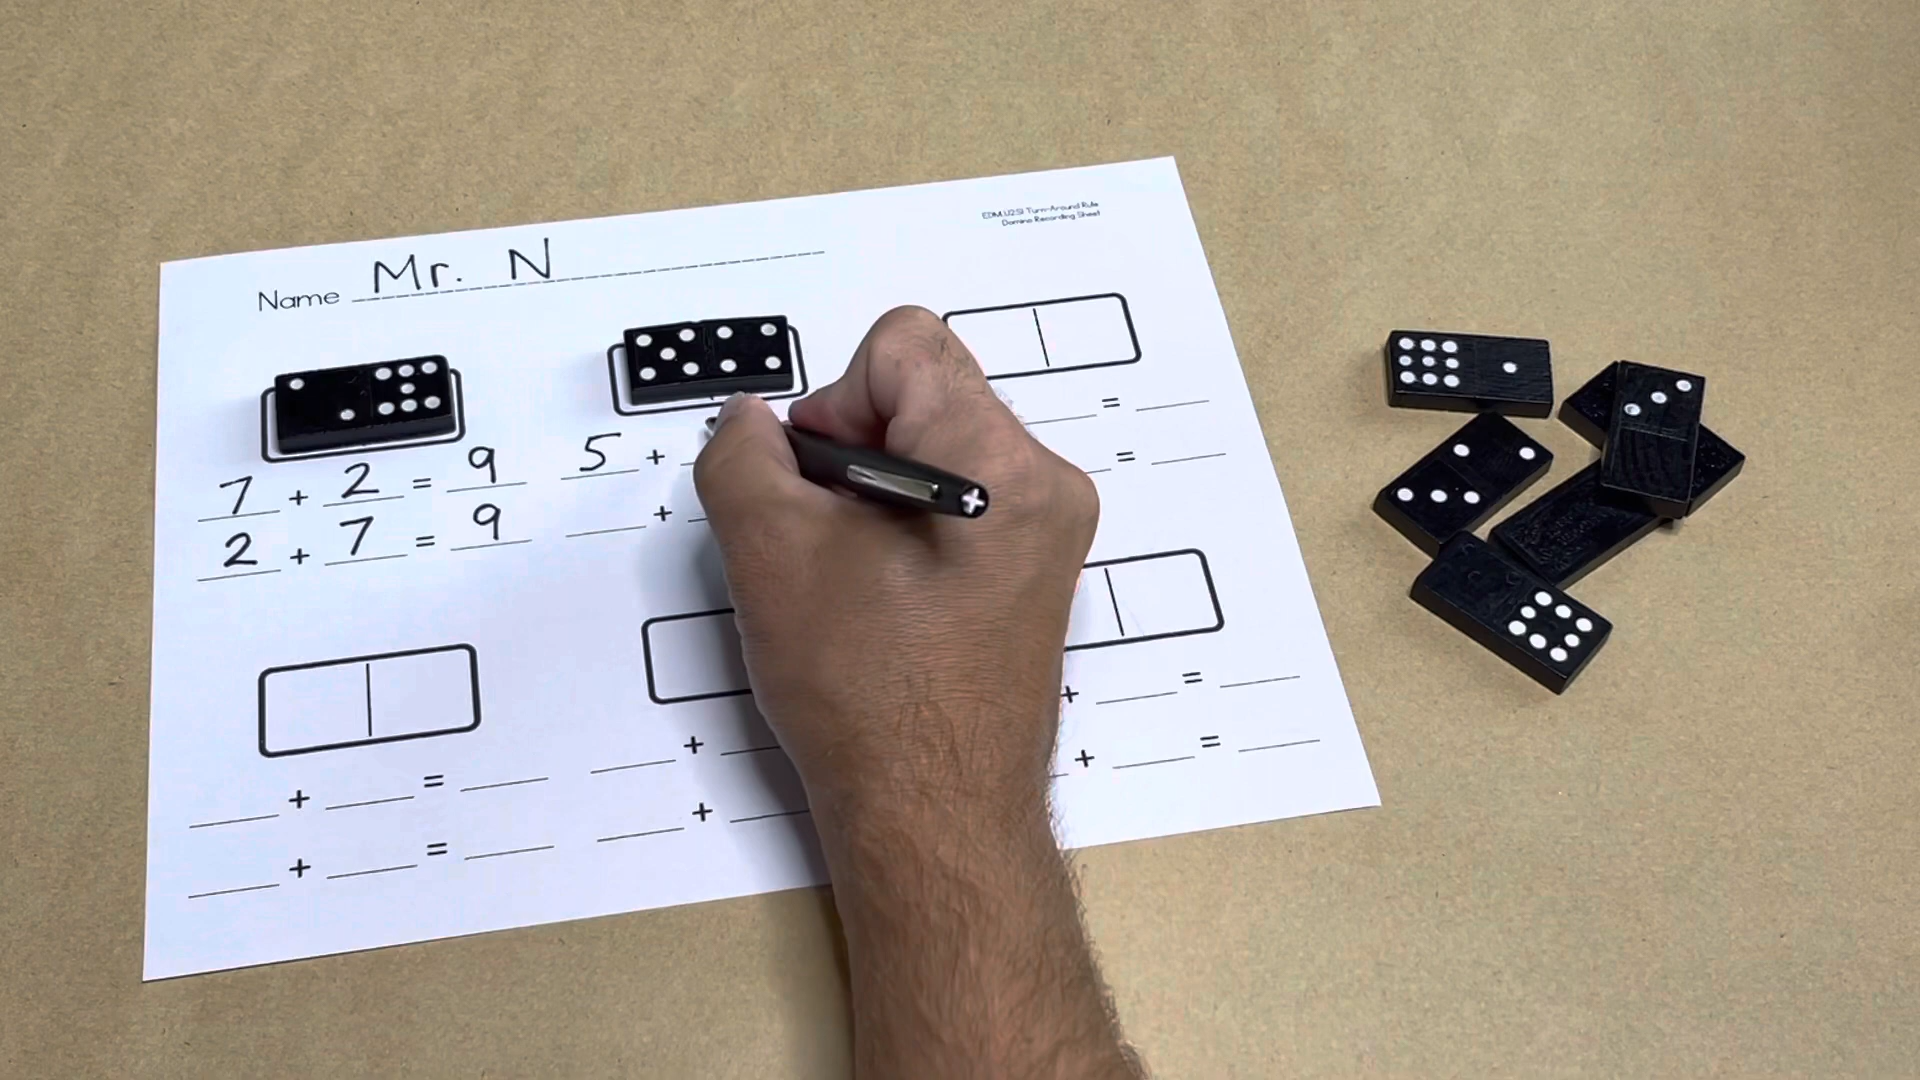 EDM U2:S1 Turn-Around Rule
Domino Recording Sheet
Name Mr. N
7 + 2 = 9
2 + 7 = 9
5 +
+
=
=
+ =
+ =
+
+
+ =
+ =